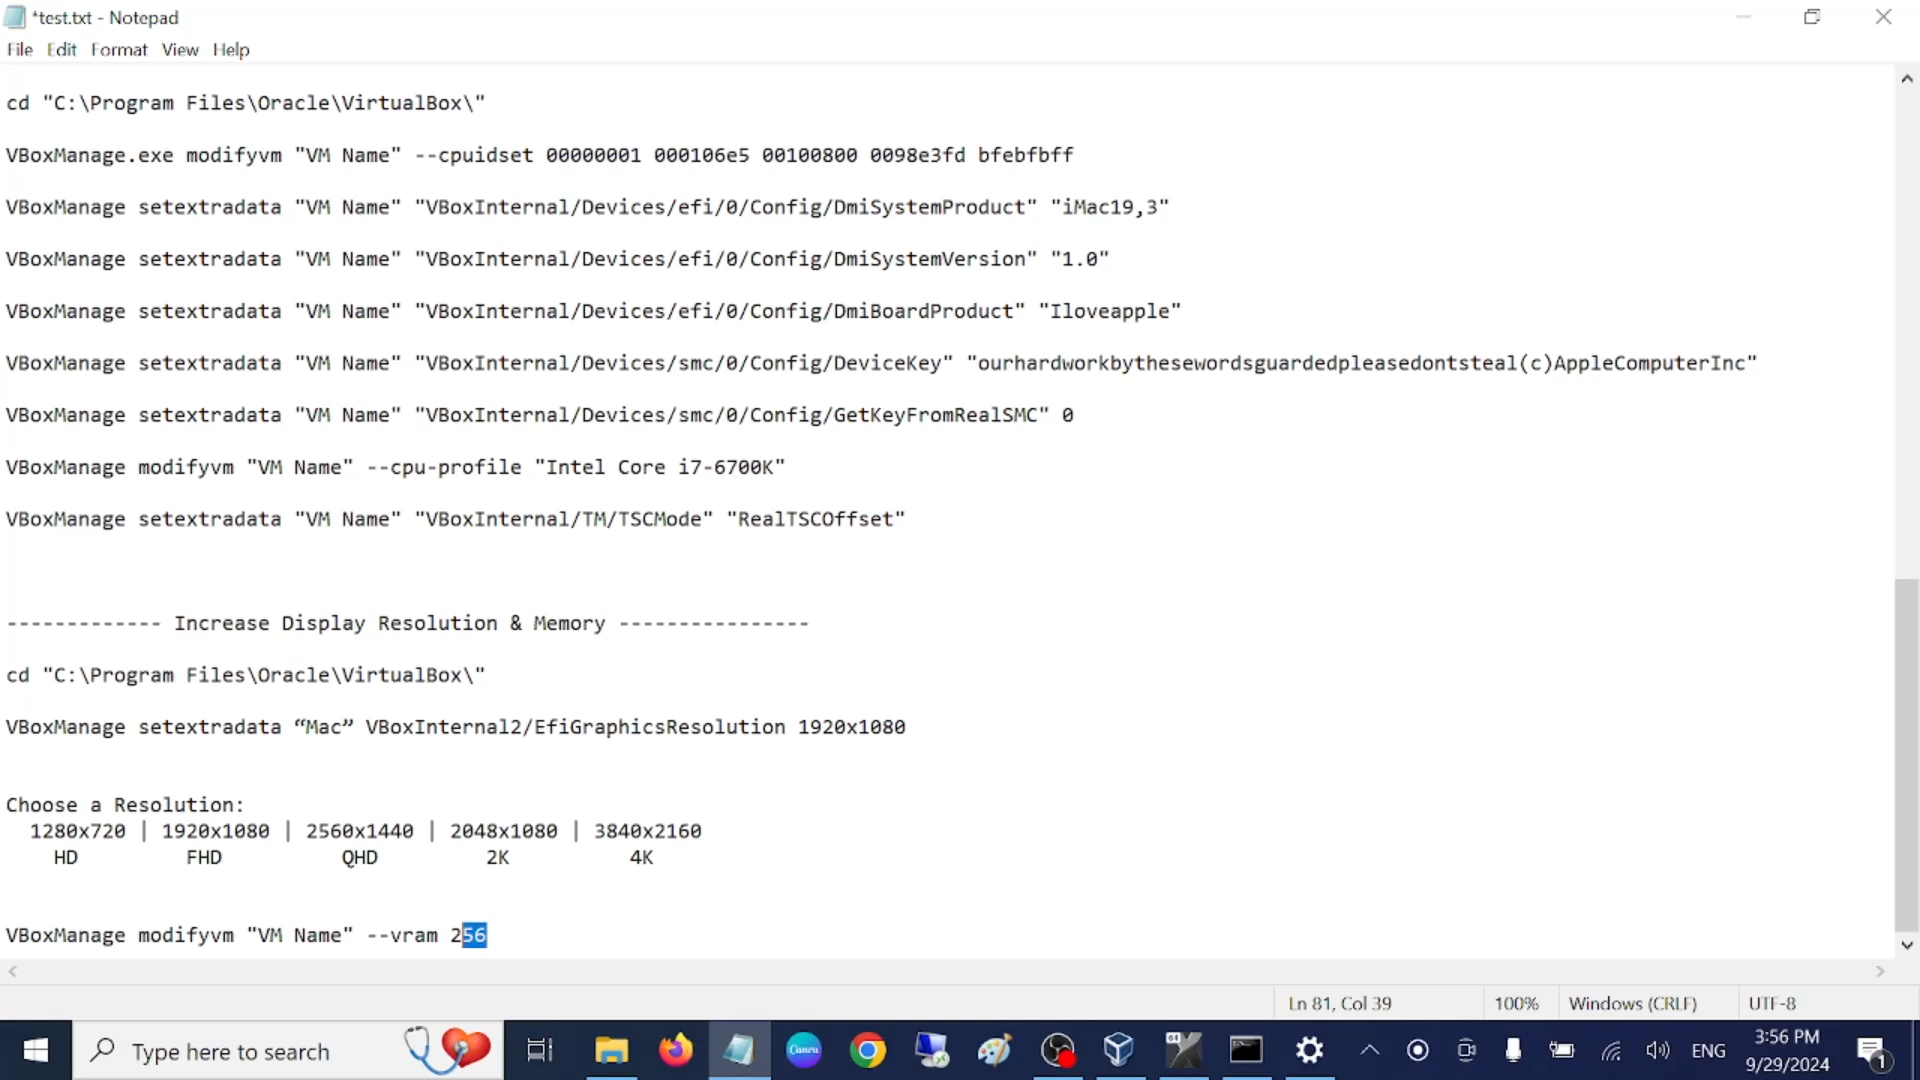 *test.txt - Notepad
File Edit Format View Help
cd "C:\Program Files\Oracle\VirtualBox\"
VBoxManage.exe modifyvm "VM Name" --cpuidset 00000001 000106e5 00100800 0098e3fd bfebfbff
VBoxManage setextradata "VM Name" "VBoxInternal/Devices/efi/0/Config/DmiSystemProduct" "iMac19,3"
VBoxManage setextradata "VM Name" "VBoxInternal/Devices/efi/0/Config/DmiSystemVersion" "1.0"
VBoxManage setextradata "VM Name" "VBoxInternal/Devices/efi/0/Config/DmiBoardProduct" "Iloveapple"
VBoxManage setextradata "VM Name" "VBoxInternal/Devices/smc/0/Config/DeviceKey" "ourhardworkbythesewordsguardedpleasedontsteal(c)AppleComputerInc"
VBoxManage setextradata "VM Name" "VBoxInternal/Devices/smc/0/Config/GetKeyFromRealSMC" 0
VBoxManage modifyvm "VM Name" --cpu-profile "Intel Core i7-6700K"
VBoxManage setextradata "VM Name" "VBoxInternal/TM/TSCMode" "RealTSCOffset"
------------- Increase Display Resolution & Memory ----------------
cd "C:\Program Files\Oracle\VirtualBox\"
VBoxManage setextradata “Mac” VBoxInternal2/EfiGraphicsResolution 1920x1080
Choose a Resolution:
1280x720 | 1920x1080 | 2560x1440 | 2048x1080 | 3840x2160
HD FHD QHD 2K 4K
VBoxManage modifyvm "VM Name" --vram 256
Ln 81, Col 39 100% Windows (CRLF) UTF-8
Type here to search Canva 64 ENG 3:56 PM
9/29/2024 1